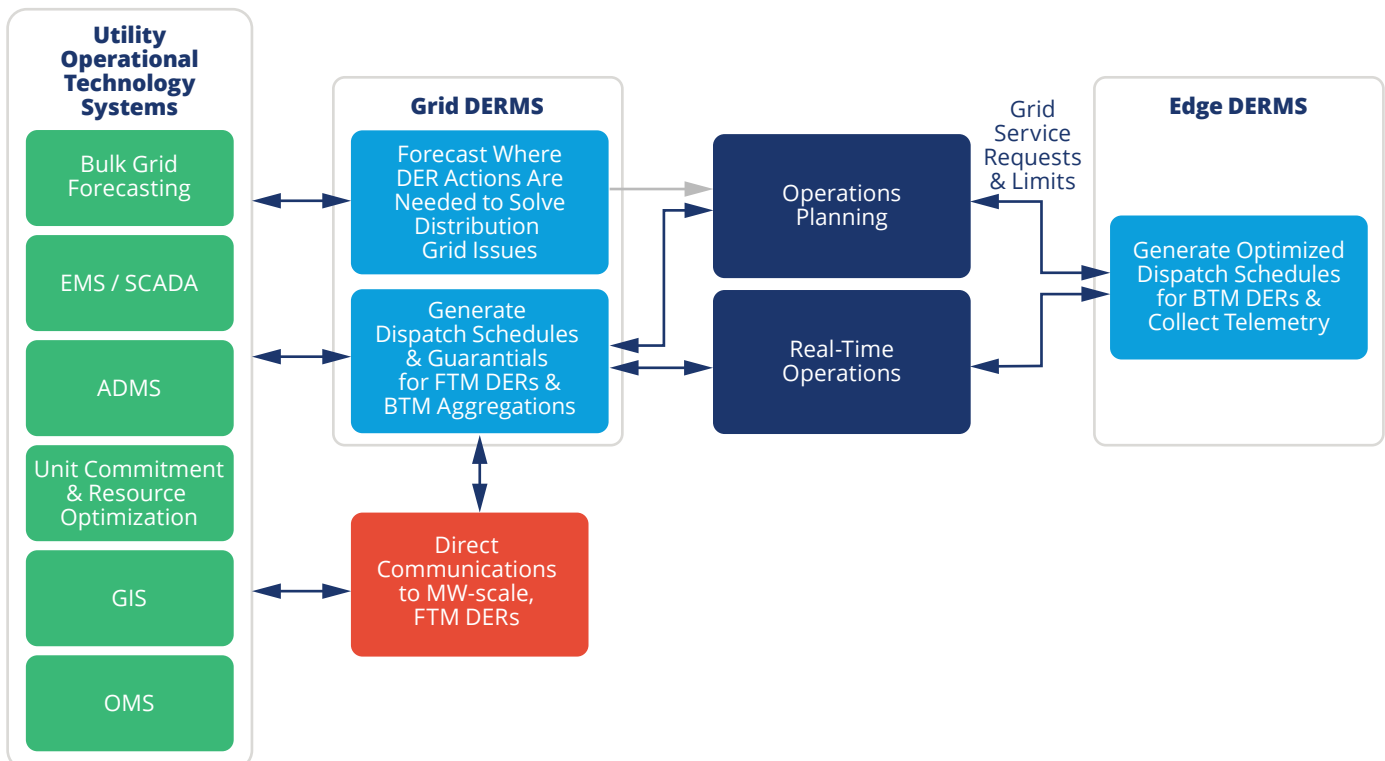 Utility
Operational
Technology
Systems
Bulk Grid
Forecasting
EMS / SCADA
ADMS
Unit Commitment
& Resource
Optimization
GIS
OMS
Grid DERMS
Forecast Where
DER Actions Are
Needed to Solve
Distribution
Grid Issues
Generate
Dispatch Schedules
& Guarantials
for FTM DERs &
BTM Aggregations
Direct
Communications
to MW-scale,
FTM DERs
Operations
Planning
Real-Time
Operations
Grid
Service
Requests
& Limits
Edge DERMS
Generate Optimized
Dispatch Schedules
for BTM DERs &
Collect Telemetry